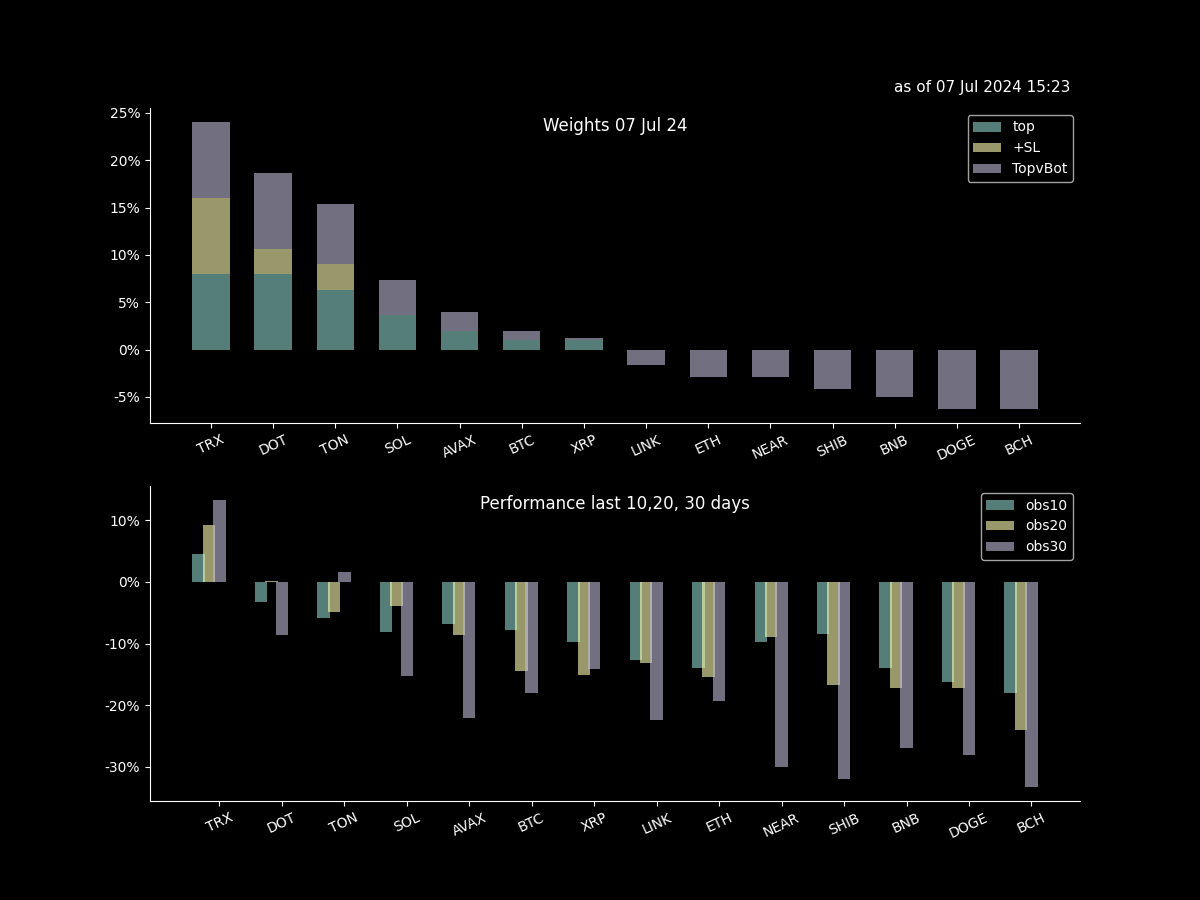 as of 07 Jul 2024 15:23
Weights 07 Jul 24
top
+SL
TopvBot
25%
20%
15%
10%
5%
0%
-5%
TRX DOT TON SOL AVAX BTC XRP LINK ETH NEAR SHIB BNB DOGE BCH
Performance last 10,20, 30 days
obs10
obs20
obs30
10%
0%
-10%
-20%
-30%
TRX DOT TON SOL AVAX BTC XRP LINK ETH NEAR SHIB BNB DOGE BCH